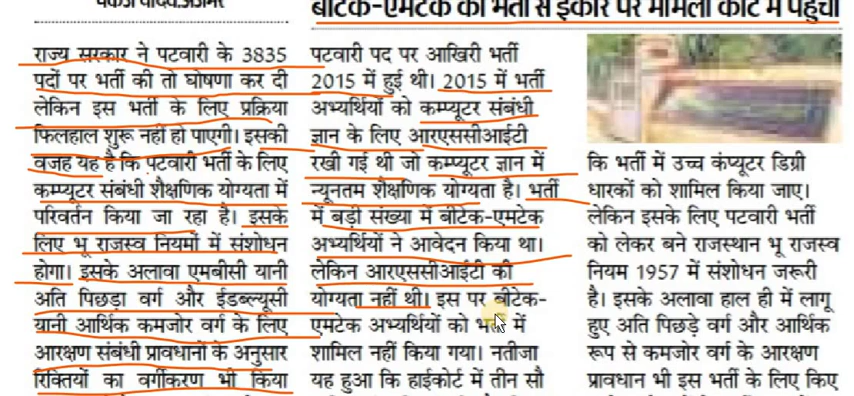 पंकज यादव.अजमेर
बीटेक-एमटेक की भर्ती से इंकार पर मामला कोर्ट में पहुंचा
राज्य सरकार ने पटवारी के 3835
पदों पर भर्ती की तो घोषणा कर दी
लेकिन इस भर्ती के लिए प्रक्रिया
फिलहाल शुरू नहीं हो पाएगी। इसकी
वजह यह है कि पटवारी भर्ती के लिए
कम्प्यूटर संबंधी शैक्षणिक योग्यता में
परिवर्तन किया जा रहा है। इसके
लिए भू राजस्व नियमों में संशोधन
होगा। इसके अलावा एमबीसी यानी
अति पिछड़ा वर्ग और ईडब्ल्यूसी
यानी आर्थिक कमजोर वर्ग के लिए
आरक्षण संबंधी प्रावधानों के अनुसार
रिक्तियों का वर्गीकरण भी किया
पटवारी पद पर आखिरी भर्ती
2015 में हुई थी। 2015 में भर्ती
अभ्यर्थियों को कम्प्यूटर संबंधी
ज्ञान के लिए आरएससीआईटी
रखी गई थी जो कम्प्यूटर ज्ञान में
न्यूनतम शैक्षणिक योग्यता है। भर्ती
में बड़ी संख्या में बीटेक-एमटेक
अभ्यर्थियों ने आवेदन किया था।
लेकिन आरएससीआईटी की
योग्यता नहीं थी। इस पर बीटेक-
एमटेक अभ्यर्थियों को भर्ती में
शामिल नहीं किया गया। नतीजा
यह हुआ कि हाईकोर्ट में तीन सौ
कि भर्ती में उच्च कंप्यूटर डिग्री
धारकों को शामिल किया जाए।
लेकिन इसके लिए पटवारी भर्ती
को लेकर बने राजस्थान भू राजस्व
नियम 1957 में संशोधन जरूरी
है। इसके अलावा हाल ही में लागू
हुए अति पिछड़े वर्ग और आर्थिक
रूप से कमजोर वर्ग के आरक्षण
प्रावधान भी इस भर्ती के लिए किए